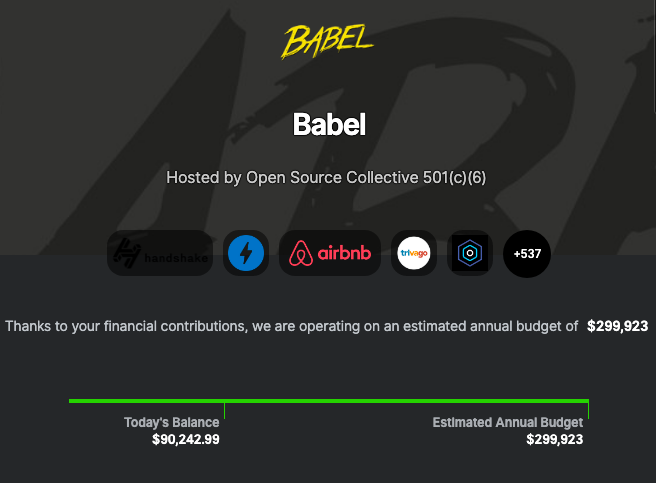 BABEL
Babel
Hosted by Open Source Collective 501(c)(6)
handshake airbnb trivago +537
Thanks to your financial contributions, we are operating on an estimated annual budget of $299,923
Today's Balance Estimated Annual Budget
$90,242.99 $299,923